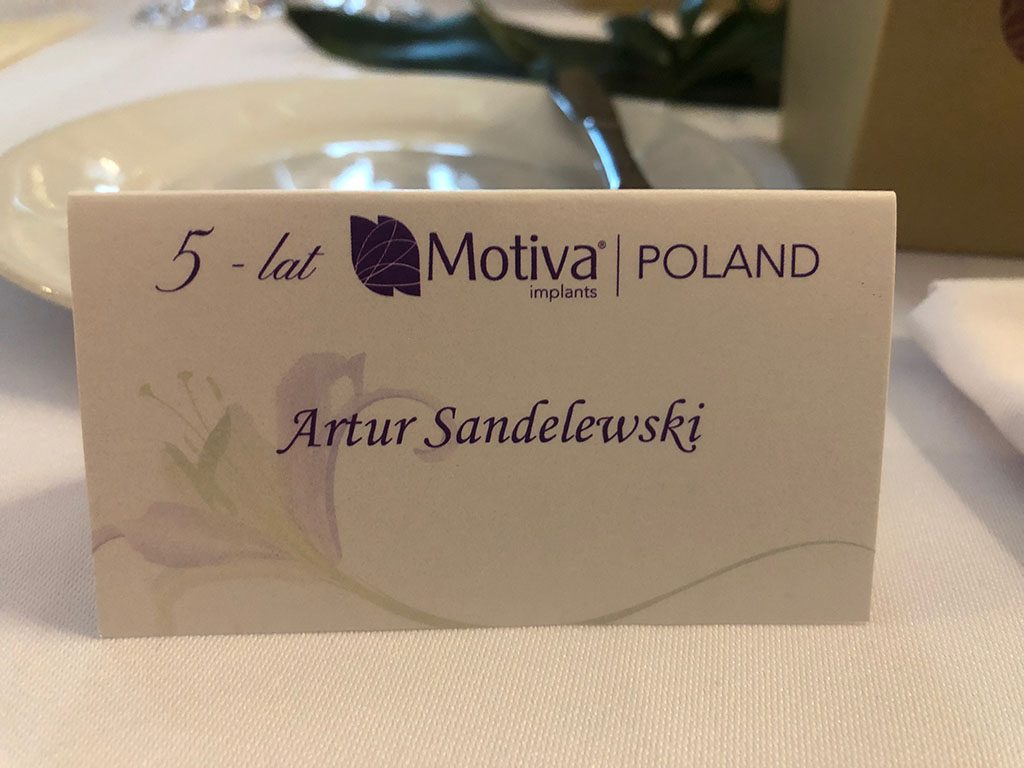 5 - lat Motiva® | POLAND
implants
Artur Sandelewski